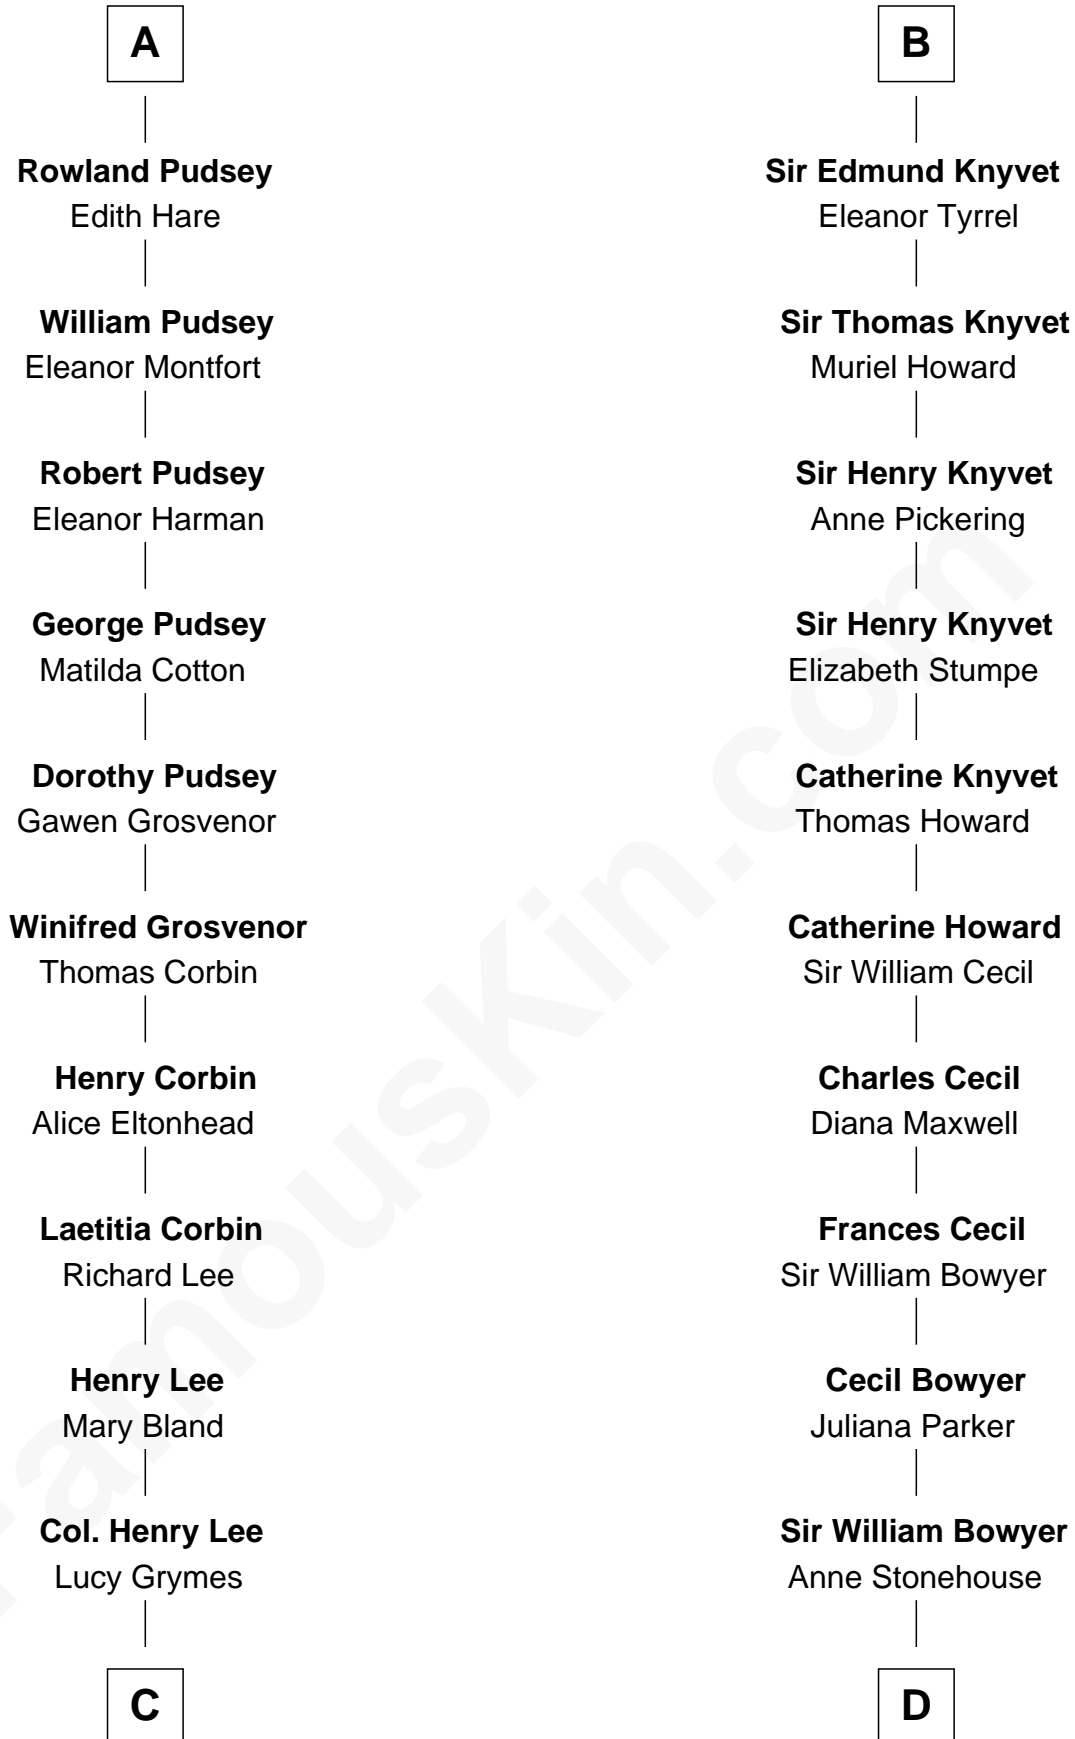 A
Rowland Pudsey
Edith Hare
William Pudsey
Eleanor Montfort
Robert Pudsey
Eleanor Harman
George Pudsey
Matilda Cotton
Dorothy Pudsey
Gawen Grosvenor
Winifred Grosvenor
Thomas Corbin
Henry Corbin
Alice Eltonhead
Laetitia Corbin
Richard Lee
Henry Lee
Mary Bland
Col. Henry Lee
Lucy Grymes
C
B
Sir Edmund Knyvet
Eleanor Tyrrel
Sir Thomas Knyvet
Muriel Howard
Sir Henry Knyvet
Anne Pickering
Sir Henry Knyvet
Elizabeth Stumpe
Catherine Knyvet
Thomas Howard
Catherine Howard
Sir William Cecil
Charles Cecil
Diana Maxwell
Frances Cecil
Sir William Bowyer
Cecil Bowyer
Juliana Parker
Sir William Bowyer
Anne Stonehouse
D
FamousKin.com